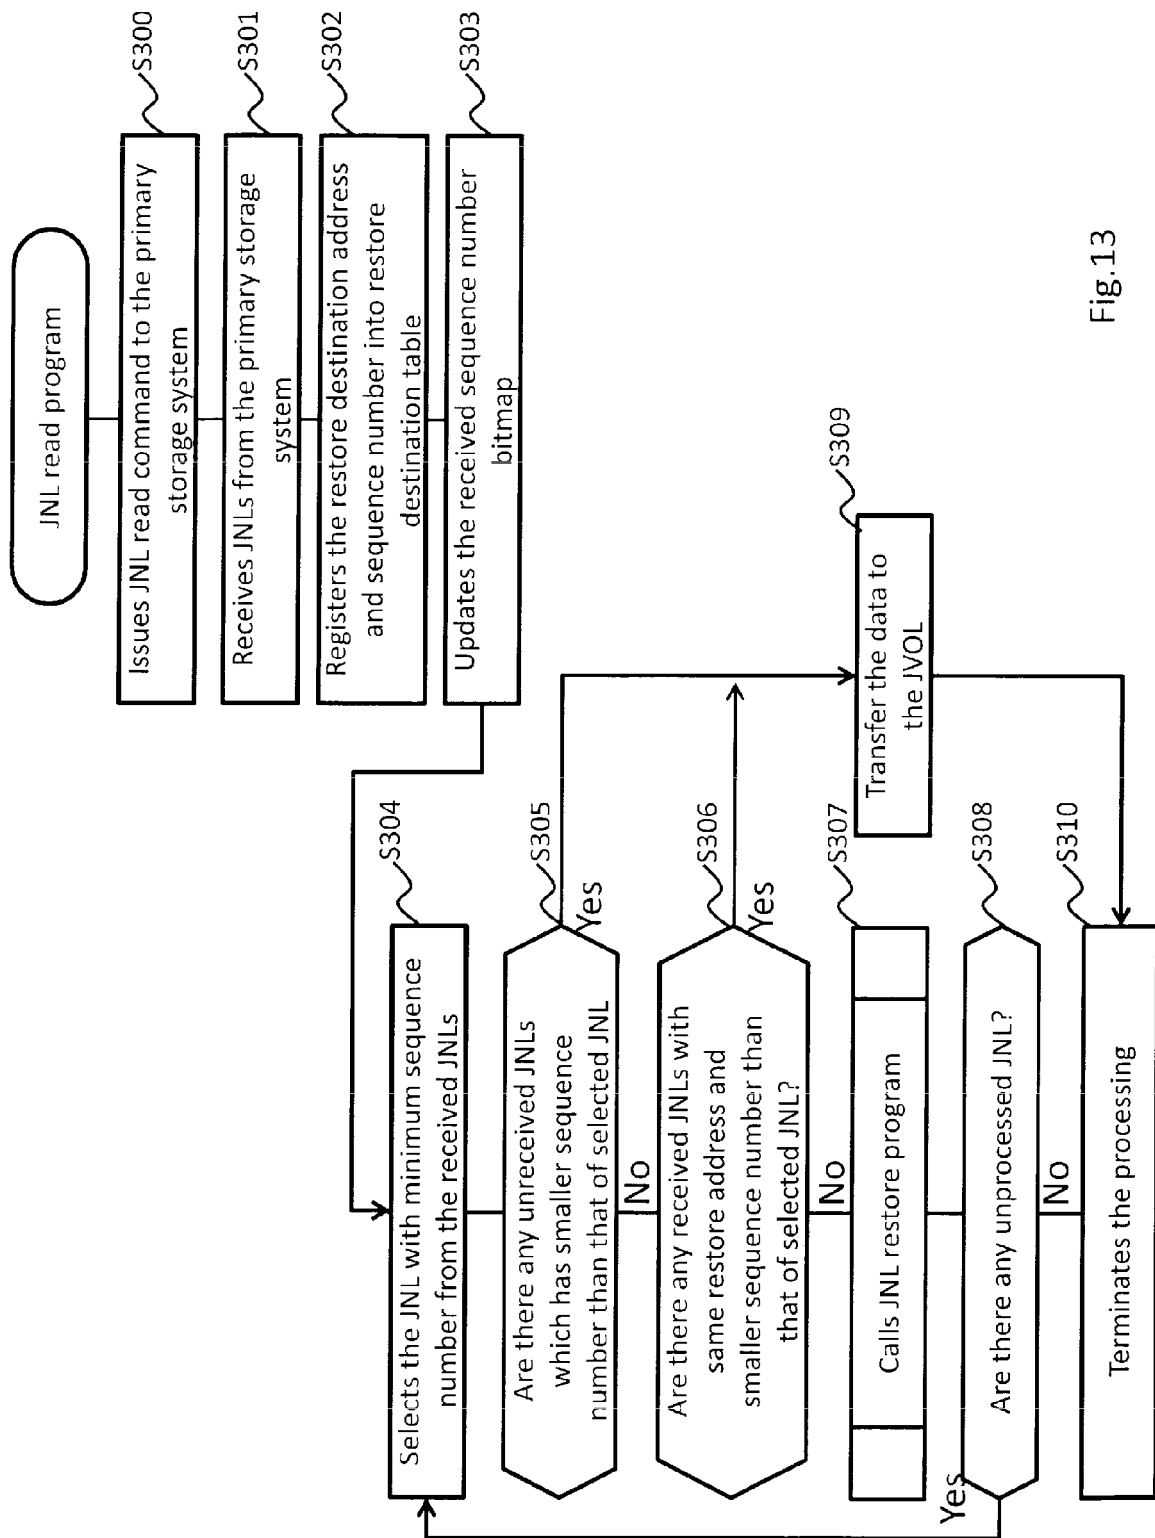 JNL read program
S300
Issues JNL read command to the primary
storage system
S301
Receives JNLs from the primary storage
system
S302
Registers the restore destination address
and sequence number into restore
destination table
S303
Updates the received sequence number
bitmap
S304
Selects the JNL with minimum sequence
number from the received JNLs
S305
Are there any unreceived JNLs
which has smaller sequence
number than that of selected JNL
Yes
No
S306
Are there any received JNLs with
same restore address and
smaller sequence number than
that of selected JNL?
Yes
No
S307
Calls JNL restore program
S308
Are there any unprocessed JNL?
Yes
No
S309
Transfer the data to
the JVOL
S310
Terminates the processing
Fig.13